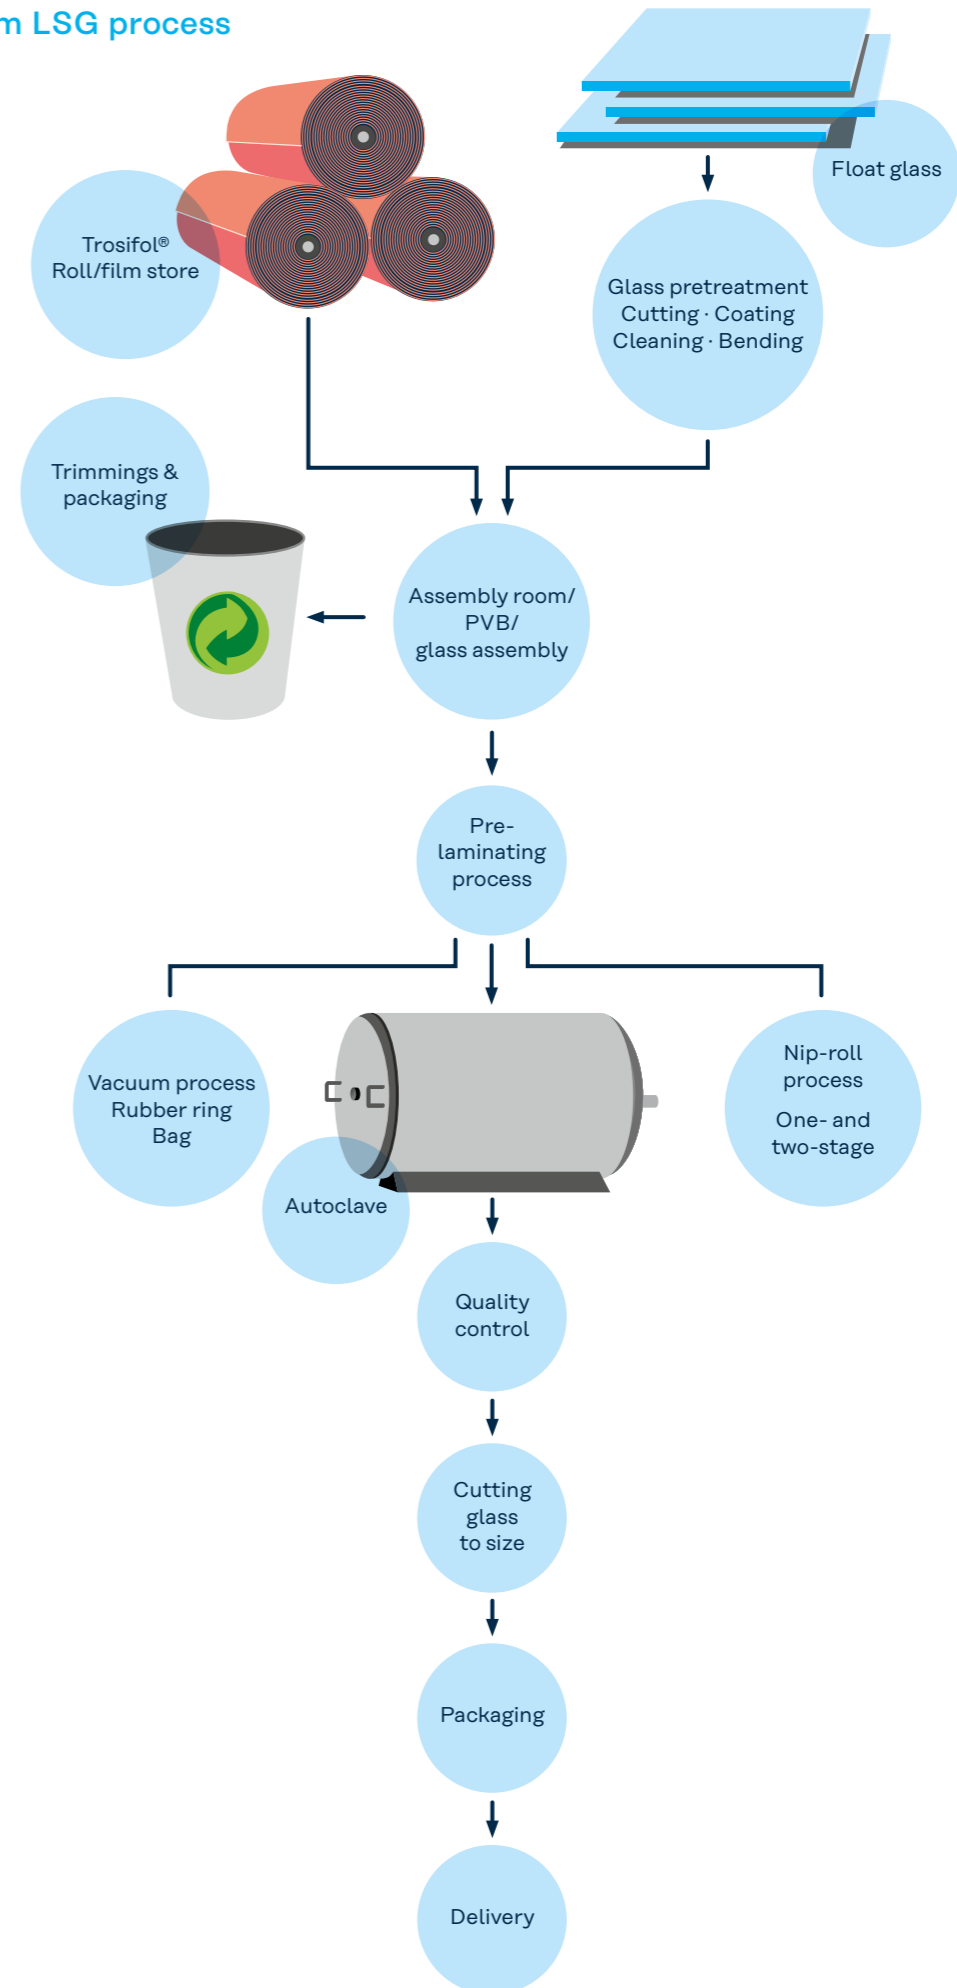 LSG process
Float glass
Trosifol®
Roll/film store
Glass pretreatment
Cutting · Coating
Cleaning · Bending
Trimmings &
packaging
Assembly room/
PVB/
glass assembly
Pre-
laminating
process
Vacuum process
Rubber ring
Bag
Nip-roll
process
One- and
two-stage
Autoclave
Quality
control
Cutting
glass
to size
Packaging
Delivery